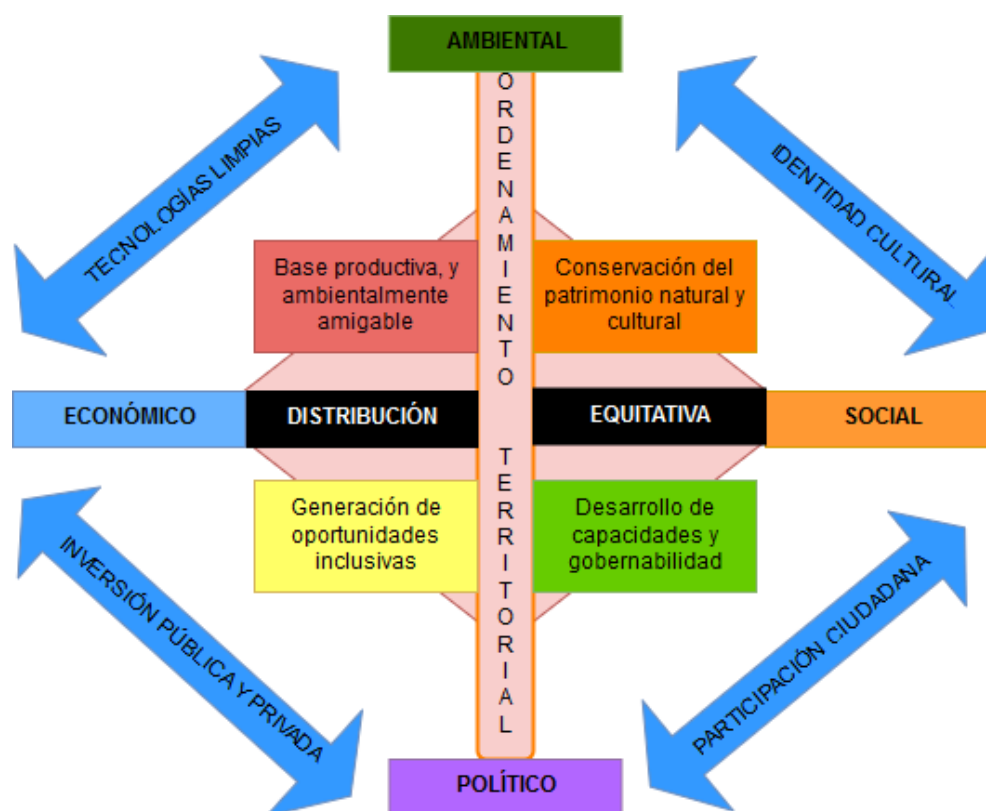 AMBIENTAL
TECNOLOGÍAS LIMPIAS
IDENTIDAD CULTURAL
ORDENAMIENTO TERRITORIAL
Base productiva, y
ambientalmente
amigable
Conservación del
patrimonio natural y
cultural
ECONÓMICO
DISTRIBUCIÓN
EQUITATIVA
SOCIAL
Generación de
oportunidades
inclusivas
Desarrollo de
capacidades y
gobernabilidad
INVERSIÓN PÚBLICA Y PRIVADA
PARTICIPACIÓN CIUDADANA
POLÍTICO